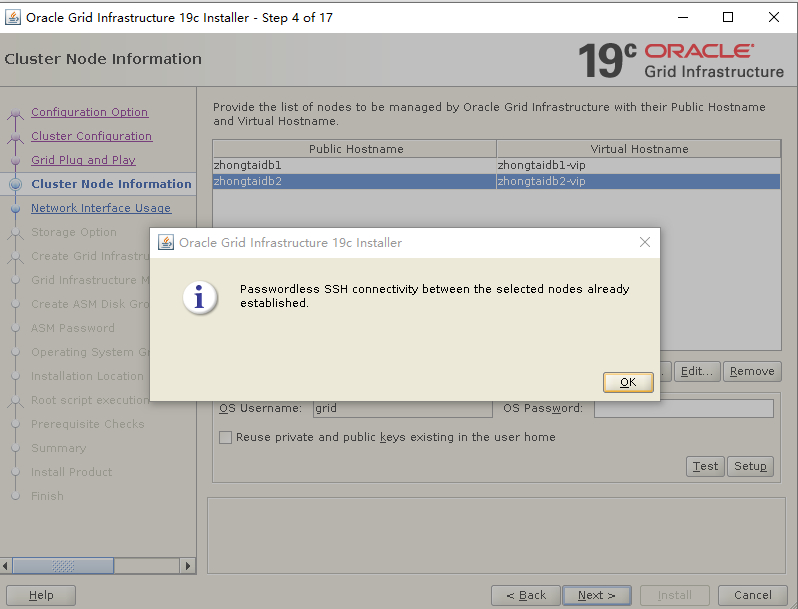 Oracle Grid Infrastructure 19c Installer - Step 4 of 17
Cluster Node Information
19c ORACLE
Grid Infrastructure
Configuration Option
Cluster Configuration
Grid Plug and Play
Cluster Node Information
Network Interface Usage
Storage Option
Create Grid Infrastru
Grid Infrastructure M
Create ASM Disk Gro
ASM Password
Operating System Gr
Installation Location
Root script execution
Prerequisite Checks
Summary
Install Product
Finish
Provide the list of nodes to be managed by Oracle Grid Infrastructure with their Public Hostname
and Virtual Hostname.
Public Hostname Virtual Hostname
zhongtaidb1 zhongtaidb1-vip
zhongtaidb2 zhongtaidb2-vip
Oracle Grid Infrastructure 19c Installer
Passwordless SSH connectivity between the selected nodes already
established.
OK
. Edit... Remove
OS Username: grid OS Password:
Reuse private and public keys existing in the user home
Test Setup
Help < Back Next > Install Cancel